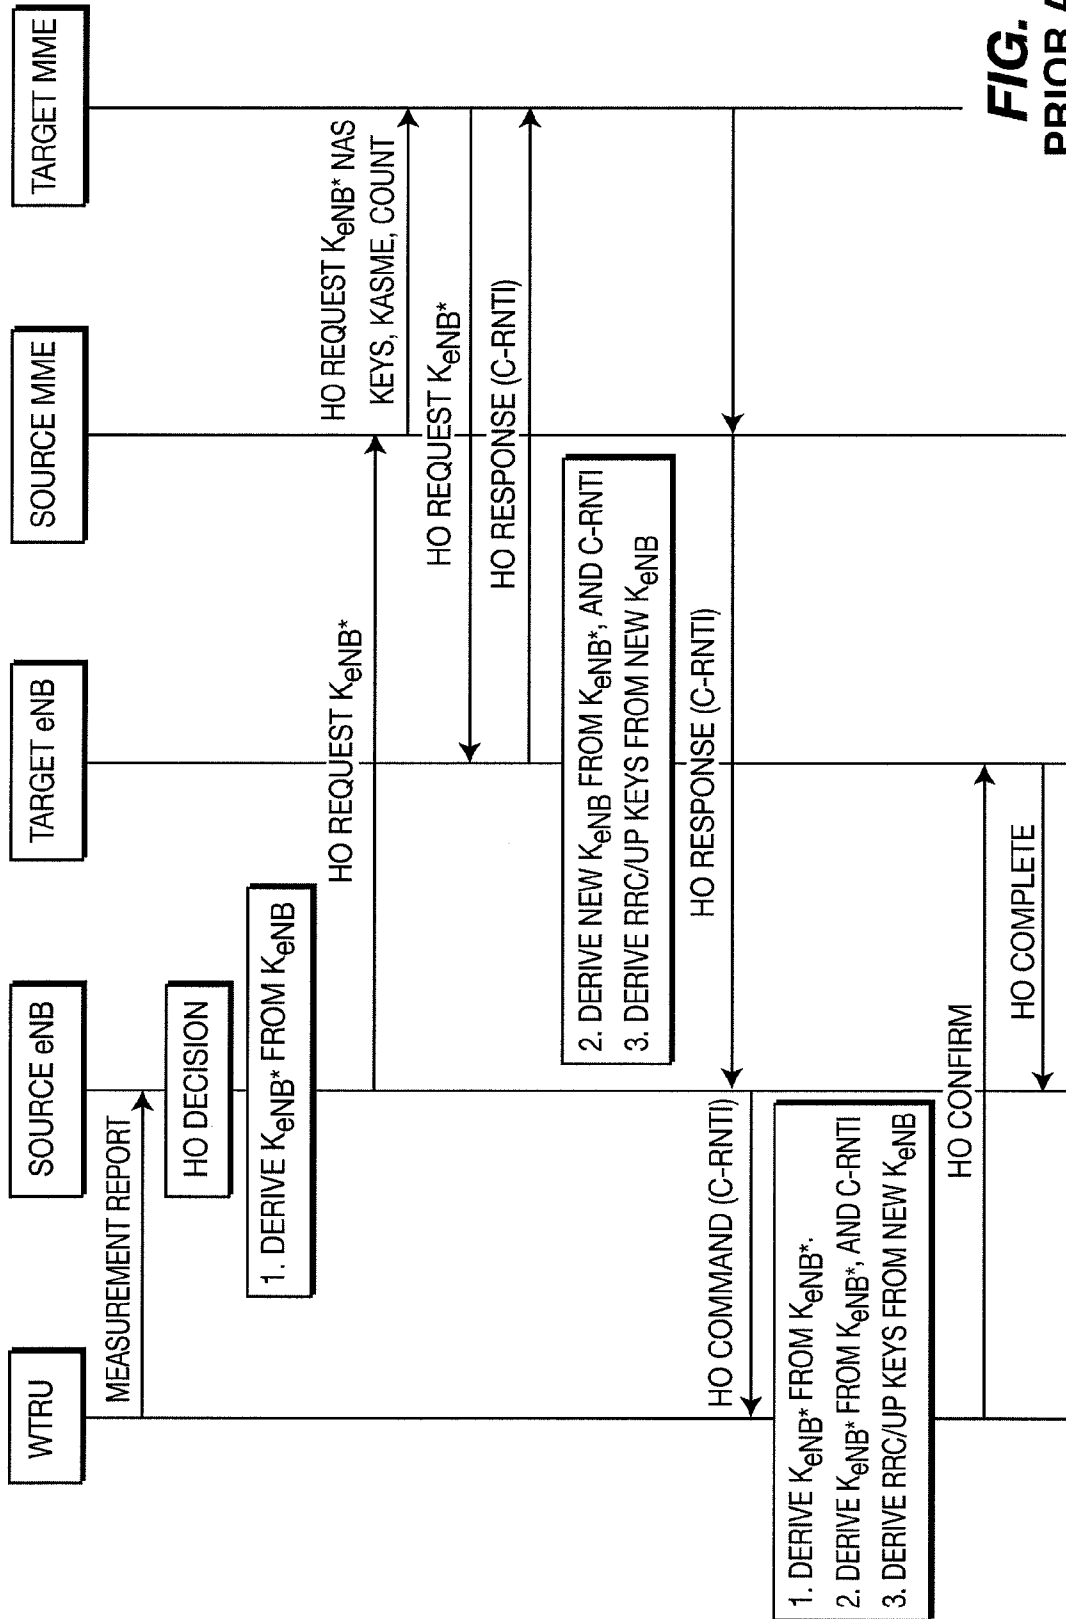 WTRU
SOURCE eNB
TARGET eNB
SOURCE MME
TARGET MME
MEASUREMENT REPORT
HO DECISION
1. DERIVE KeNB* FROM KeNB
HO REQUEST KeNB*
HO REQUEST KeNB* NAS
KEYS, KASME, COUNT
HO REQUEST KeNB*
HO RESPONSE (C-RNTI)
2. DERIVE NEW KeNB FROM KeNB*, AND C-RNTI
3. DERIVE RRC/UP KEYS FROM NEW KeNB
HO RESPONSE (C-RNTI)
HO COMMAND (C-RNTI)
1. DERIVE KeNB* FROM KeNB*.
2. DERIVE KeNB* FROM KeNB*, AND C-RNTI
3. DERIVE RRC/UP KEYS FROM NEW KeNB
HO CONFIRM
HO COMPLETE
FIG.
PRIOR